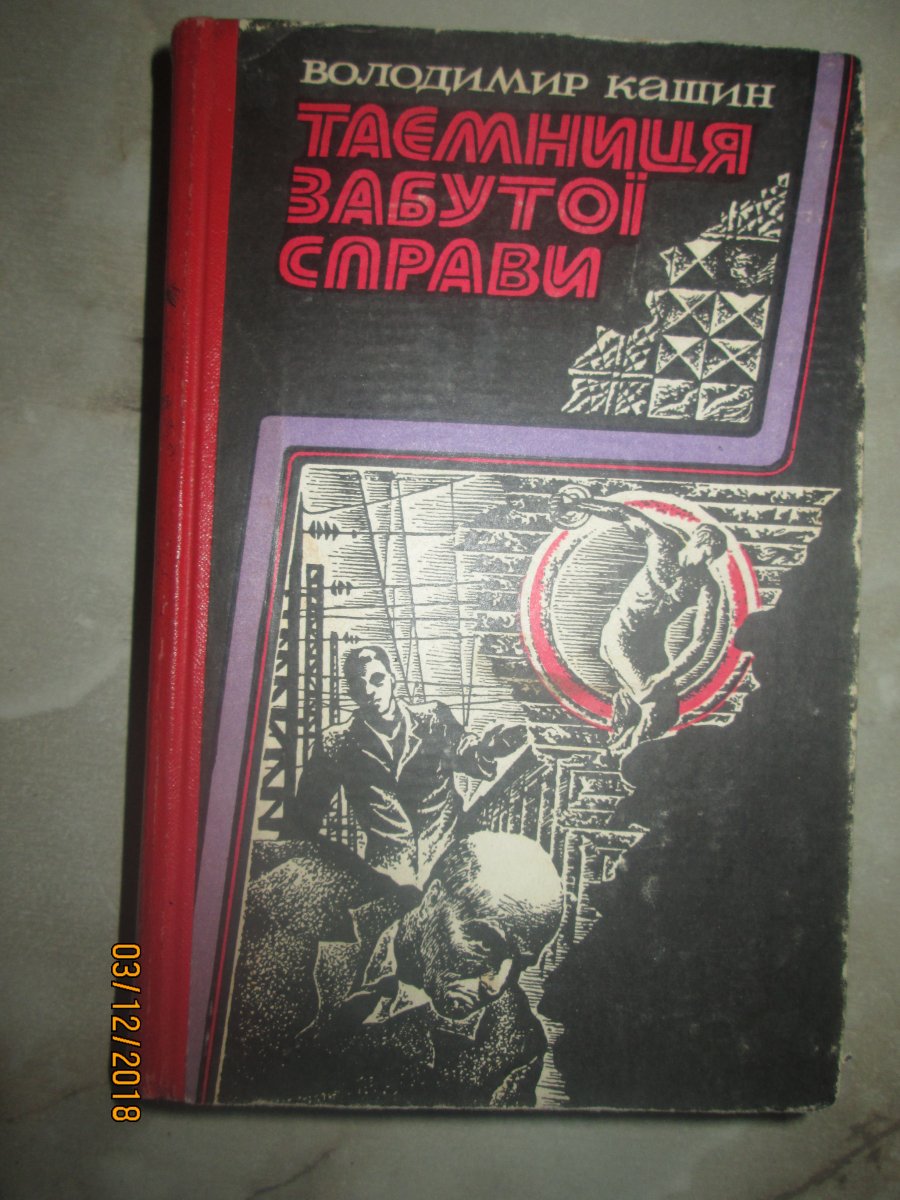 ВОЛОДИМИР КАШИН
ТАЄМНИЦЯ
ЗАБУТОЇ
СПРАВИ
03/12/2018